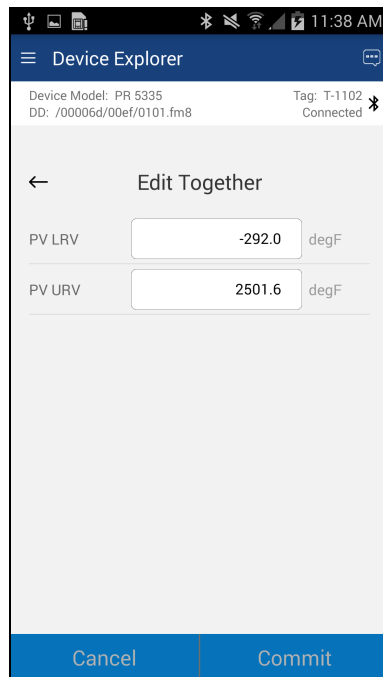 11:38 AM
Device Explorer
Device Model: PR 5335
Tag: T-1102
DD: /00006d/00ef/0101.fm8
Connected
Edit Together
PV LRV -292.0 degF
PV URV 2501.6 degF
Cancel Commit